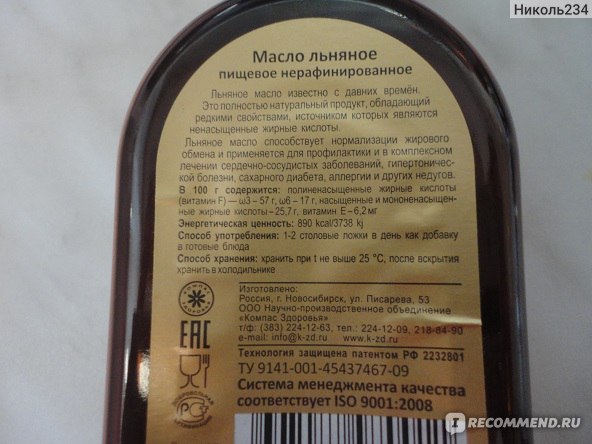 Николь234
Масло льняное
пищевое нерафинированное
Льняное масло известно с давних времён.
Это полностью натуральный продукт, обладающий
редкими свойствами, источником которых являются
ненасыщенные жирные кислоты.
Льняное масло способствует нормализации жирового
обмена и применяется для профилактики и в комплексном
лечении сердечно-сосудистых заболеваний, гипертоничес-
кой болезни, сахарного диабета, аллергии и других недугов.
В 100 г содержится: полиненасыщенные жирные кислоты
(витамин F) — ω3 – 57 г, ω6 – 17 г, насыщенные и мононенасыщен-
ные жирные кислоты – 25,7 г, витамин Е – 6,2 мг
Энергетическая ценность: 890 kcal/3738 kj
Способ употребления: 1-2 столовые ложки в день как добавку
в готовые блюда
Способ хранения: хранить при t не выше 25 °С, после вскрытия
хранить в холодильнике
КОМПАС ЗДОРОВЬЯ
Изготовлено:
Россия, г. Новосибирск, ул. Писарева, 53
ООО Научно-производственное объединение
«Компас Здоровья»
т/ф: (383) 224-12-63, тел.: 224-12-09, 218-84-90
e-mail: info@k-zd.ru www.k-zd.ru
EAC
Технология защищена патентом РФ 2232801
ТУ 9141-001-45437467-09
Система менеджмента качества
соответствует ISO 9001:2008
ДОБРОВОЛЬНАЯ
СЕРТИФИКАЦИЯ
I RECOMMEND.RU